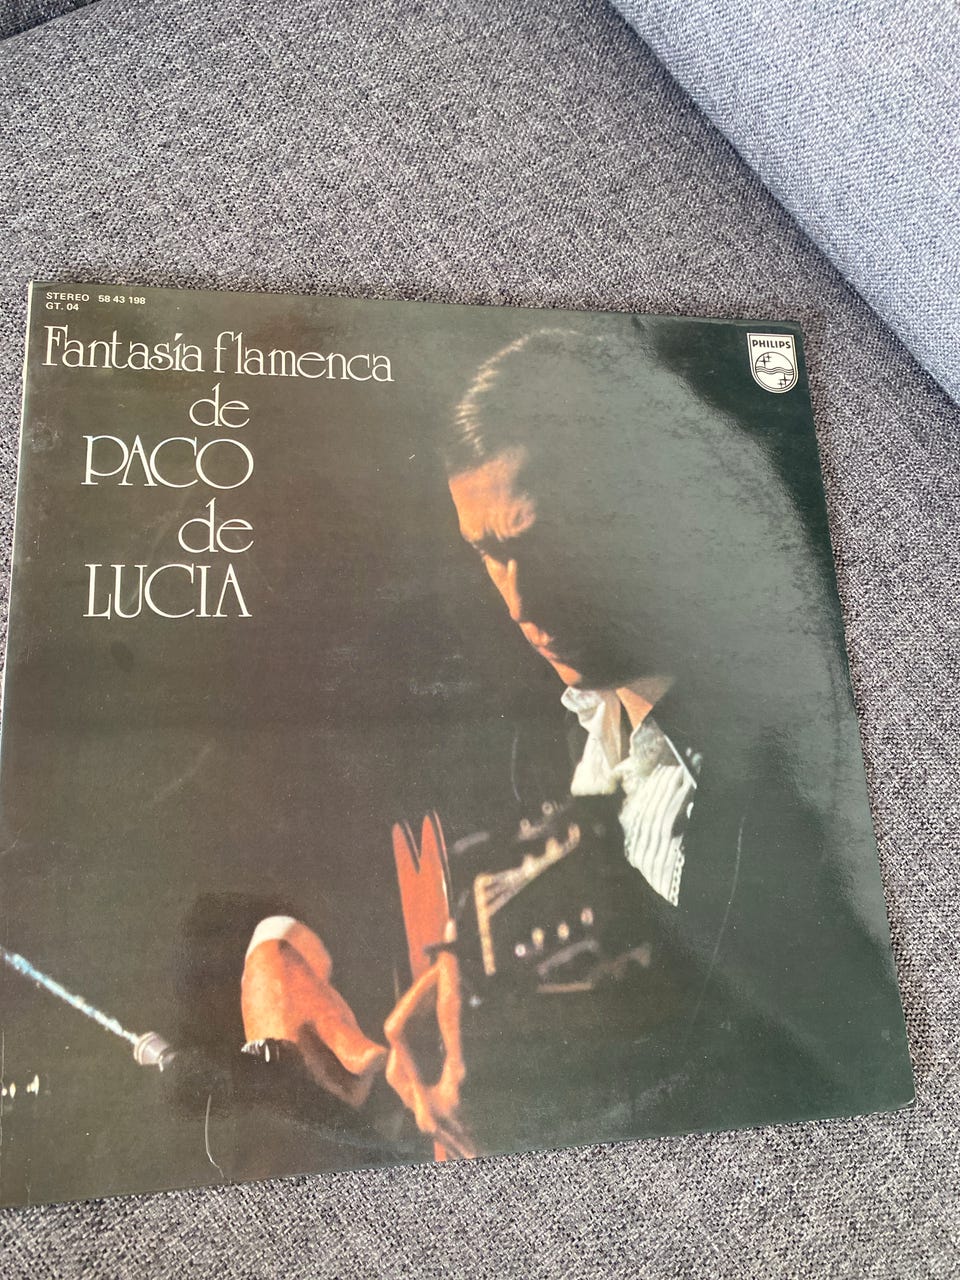 STEREO 58 43 198
GT. 04
Fantasía flamenca
de
PACO
de
LUCIA
PHILIPS